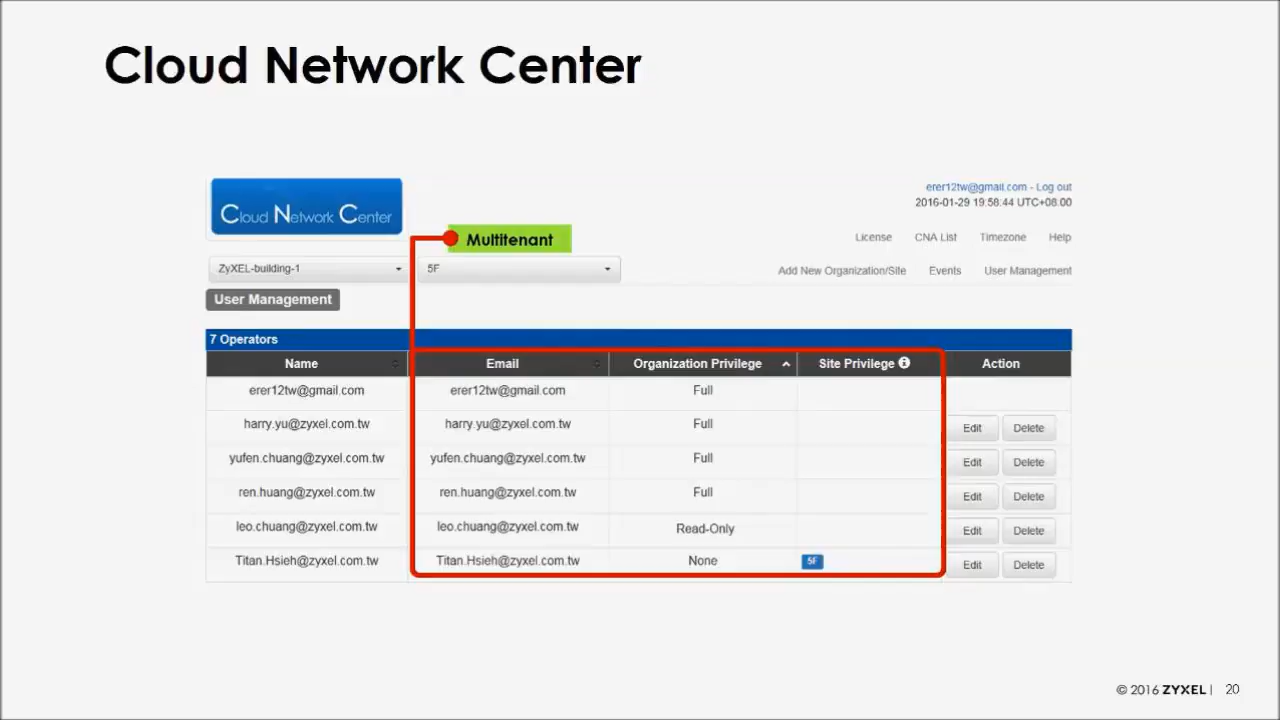 Cloud Network Center
Cloud Network Center
erer12tw@gmail.com - Log out
2016-01-29 19:58:44 UTC+08:00
Multitenant
License CNA List Timezone Help
ZyXEL-building-1 5F
Add New Organization/Site Events User Management
User Management
7 Operators
Name Email Organization Privilege Site Privilege Action
erer12tw@gmail.com erer12tw@gmail.com Full
harry.yu@zyxel.com.tw harry.yu@zyxel.com.tw Full Edit Delete
yufen.chuang@zyxel.com.tw yufen.chuang@zyxel.com.tw Full Edit Delete
ren.huang@zyxel.com.tw ren.huang@zyxel.com.tw Full Edit Delete
leo.chuang@zyxel.com.tw leo.chuang@zyxel.com.tw Read-Only Edit Delete
Titan.Hsieh@zyxel.com.tw Titan.Hsieh@zyxel.com.tw None 5F Edit Delete
© 2016 ZYXEL | 20